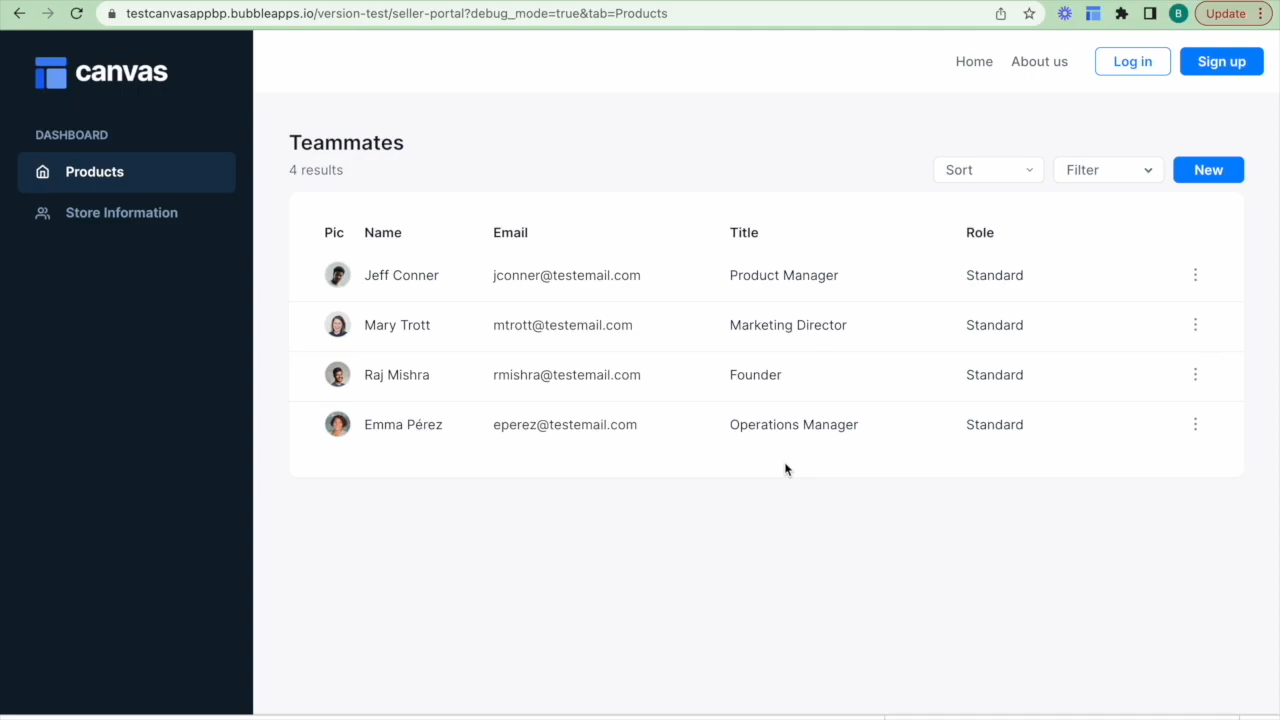 testcanvasappbp.bubbleapps.io/version-test/seller-portal?debug_mode=true&tab=Products
B
Update
canvas
Home About us Log in Sign up
DASHBOARD
Products
Store Information
Teammates
4 results
Sort Filter New
Pic Name Email Title Role
Jeff Conner jconner@testemail.com Product Manager Standard
Mary Trott mtrott@testemail.com Marketing Director Standard
Raj Mishra rmishra@testemail.com Founder Standard
Emma Pérez eperez@testemail.com Operations Manager Standard